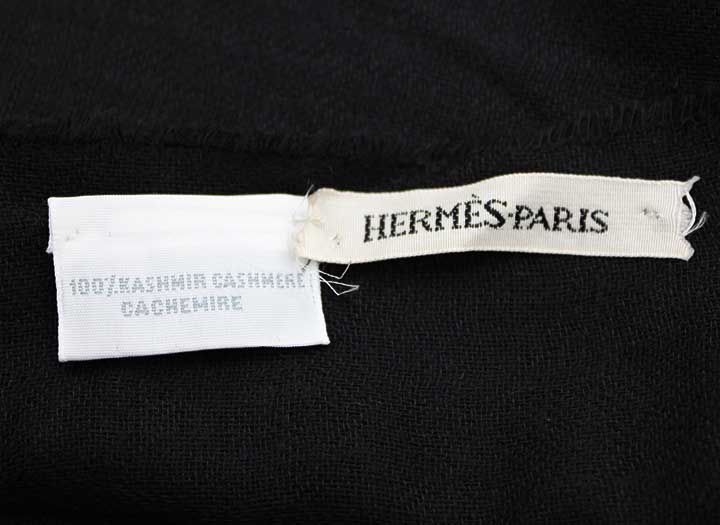 100% KASHMIR CASHMERE
CACHEMIRE
HERMÈS-PARIS